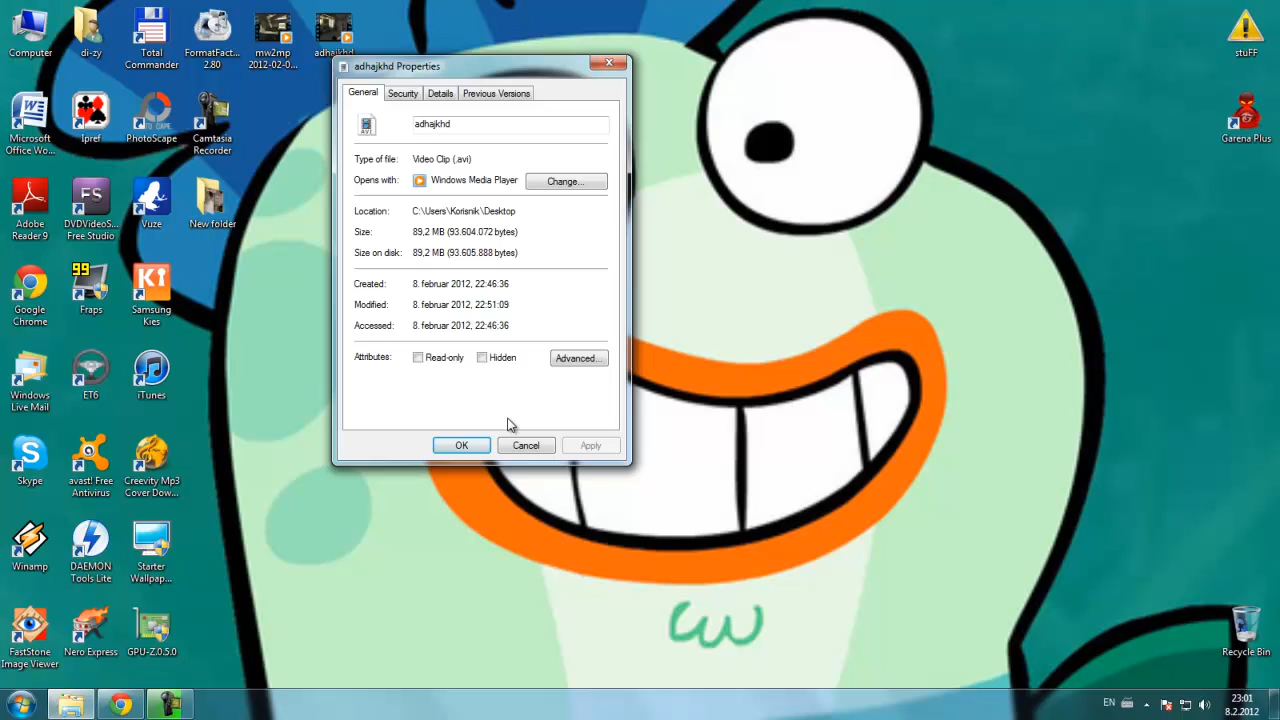 Computer
di-zy
Total
Commander
FormatFact...
2.80
mw2mp
2012-02-0...
adhajkhd
stuFF
adhajkhd Properties
General
Security
Details
Previous Versions
AVI
adhajkhd
Type of file:
Video Clip (.avi)
Opens with:
Windows Media Player
Change...
Location:
C:\Users\Korisnik\Desktop
Size:
89,2 MB (93.604.072 bytes)
Size on disk:
89,2 MB (93.605.888 bytes)
Created:
8. februar 2012, 22:46:36
Modified:
8. februar 2012, 22:51:09
Accessed:
8. februar 2012, 22:46:36
Attributes:
Read-only
Hidden
Advanced...
OK
Cancel
Apply
Microsoft
Office Wo...
Ipref
PhotoScape
Camtasia
Recorder
Garena Plus
Adobe
Reader 9
FS
DVDVideoS...
Free Studio
Vuze
New folder
Google
Chrome
99
Fraps
Ki
Samsung
Kies
Windows
Live Mail
ET6
iTunes
Skype
avast! Free
Antivirus
Creevity Mp3
Cover Dow...
Winamp
DAEMON
Tools Lite
Starter
Wallpap...
FastStone
Image Viewer
Nero Express
GPU-Z.0.5.0
Recycle Bin
EN
23:01
8.2.2012